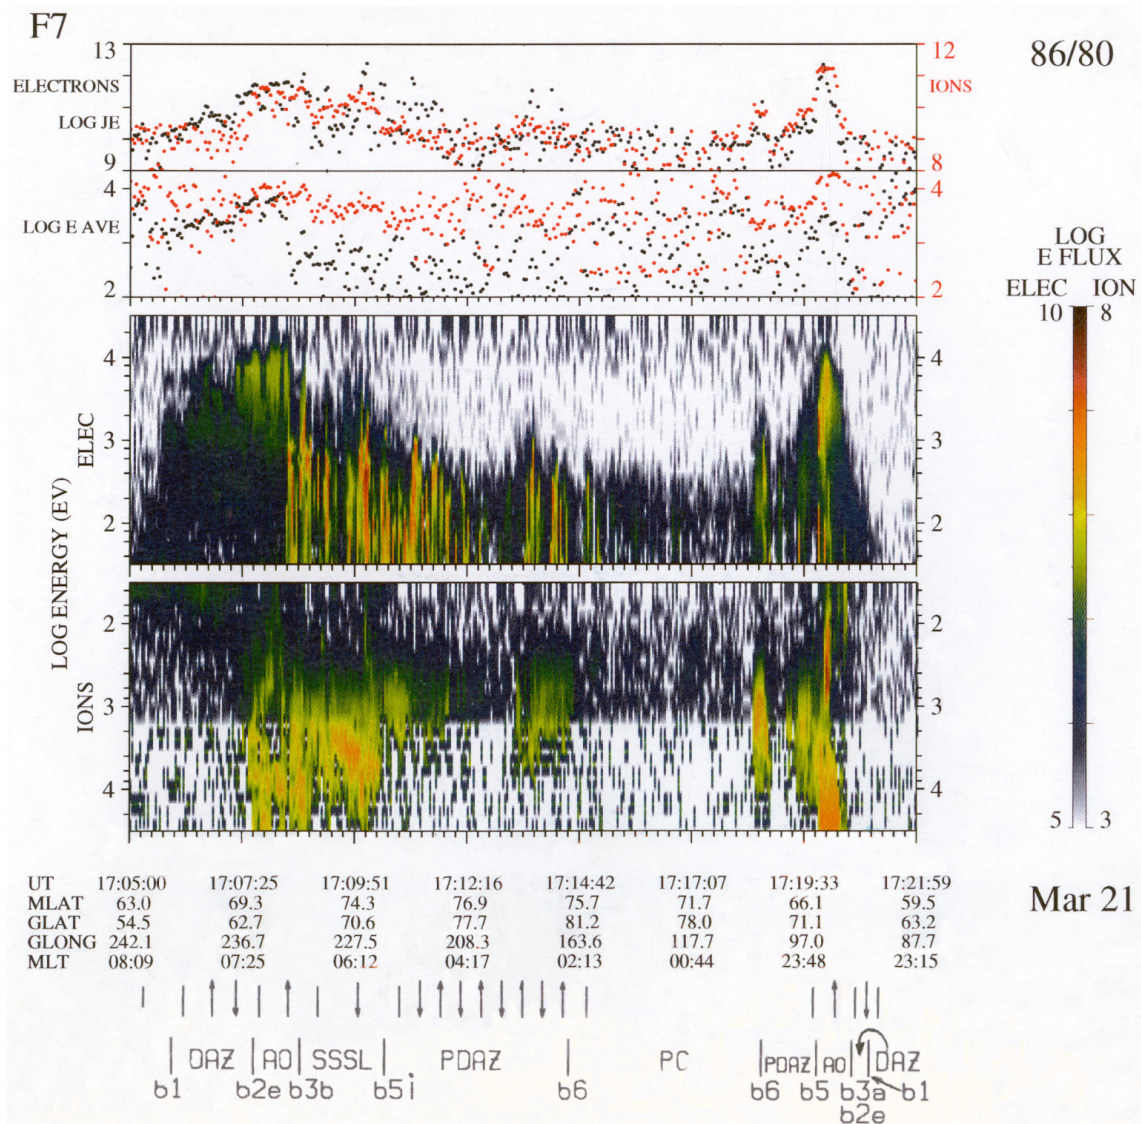 F7
86/80
13
12
ELECTRONS
IONS
LOG JE
9
8
4
4
LOG E AVE
2
2
LOG
E FLUX
ELEC ION
10 8
5 3
4 4
ELEC
3 3
2 2
LOG ENERGY (EV)
2 2
IONS
3 3
4 4
UT 17:05:00 17:07:25 17:09:51 17:12:16 17:14:42 17:17:07 17:19:33 17:21:59
MLAT 63.0 69.3 74.3 76.9 75.7 71.7 66.1 59.5
GLAT 54.5 62.7 70.6 77.7 81.2 78.0 71.1 63.2
GLONG 242.1 236.7 227.5 208.3 163.6 117.7 97.0 87.7
MLT 08:09 07:25 06:12 04:17 02:13 00:44 23:48 23:15
Mar 21
DAZ AO SSSL PDAZ PC PDAZ AO DAZ
b1 b2e b3b b5i b6 b6 b5 b3a b1
b2e